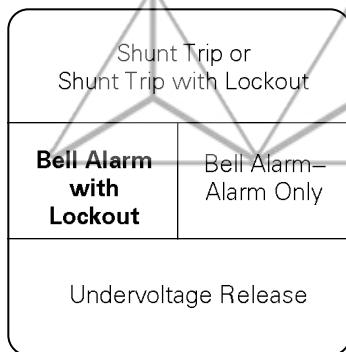 Shunt Trip or
Shunt Trip with Lockout
Bell Alarm
with
Lockout
Bell Alarm–
Alarm Only
Undervoltage Release